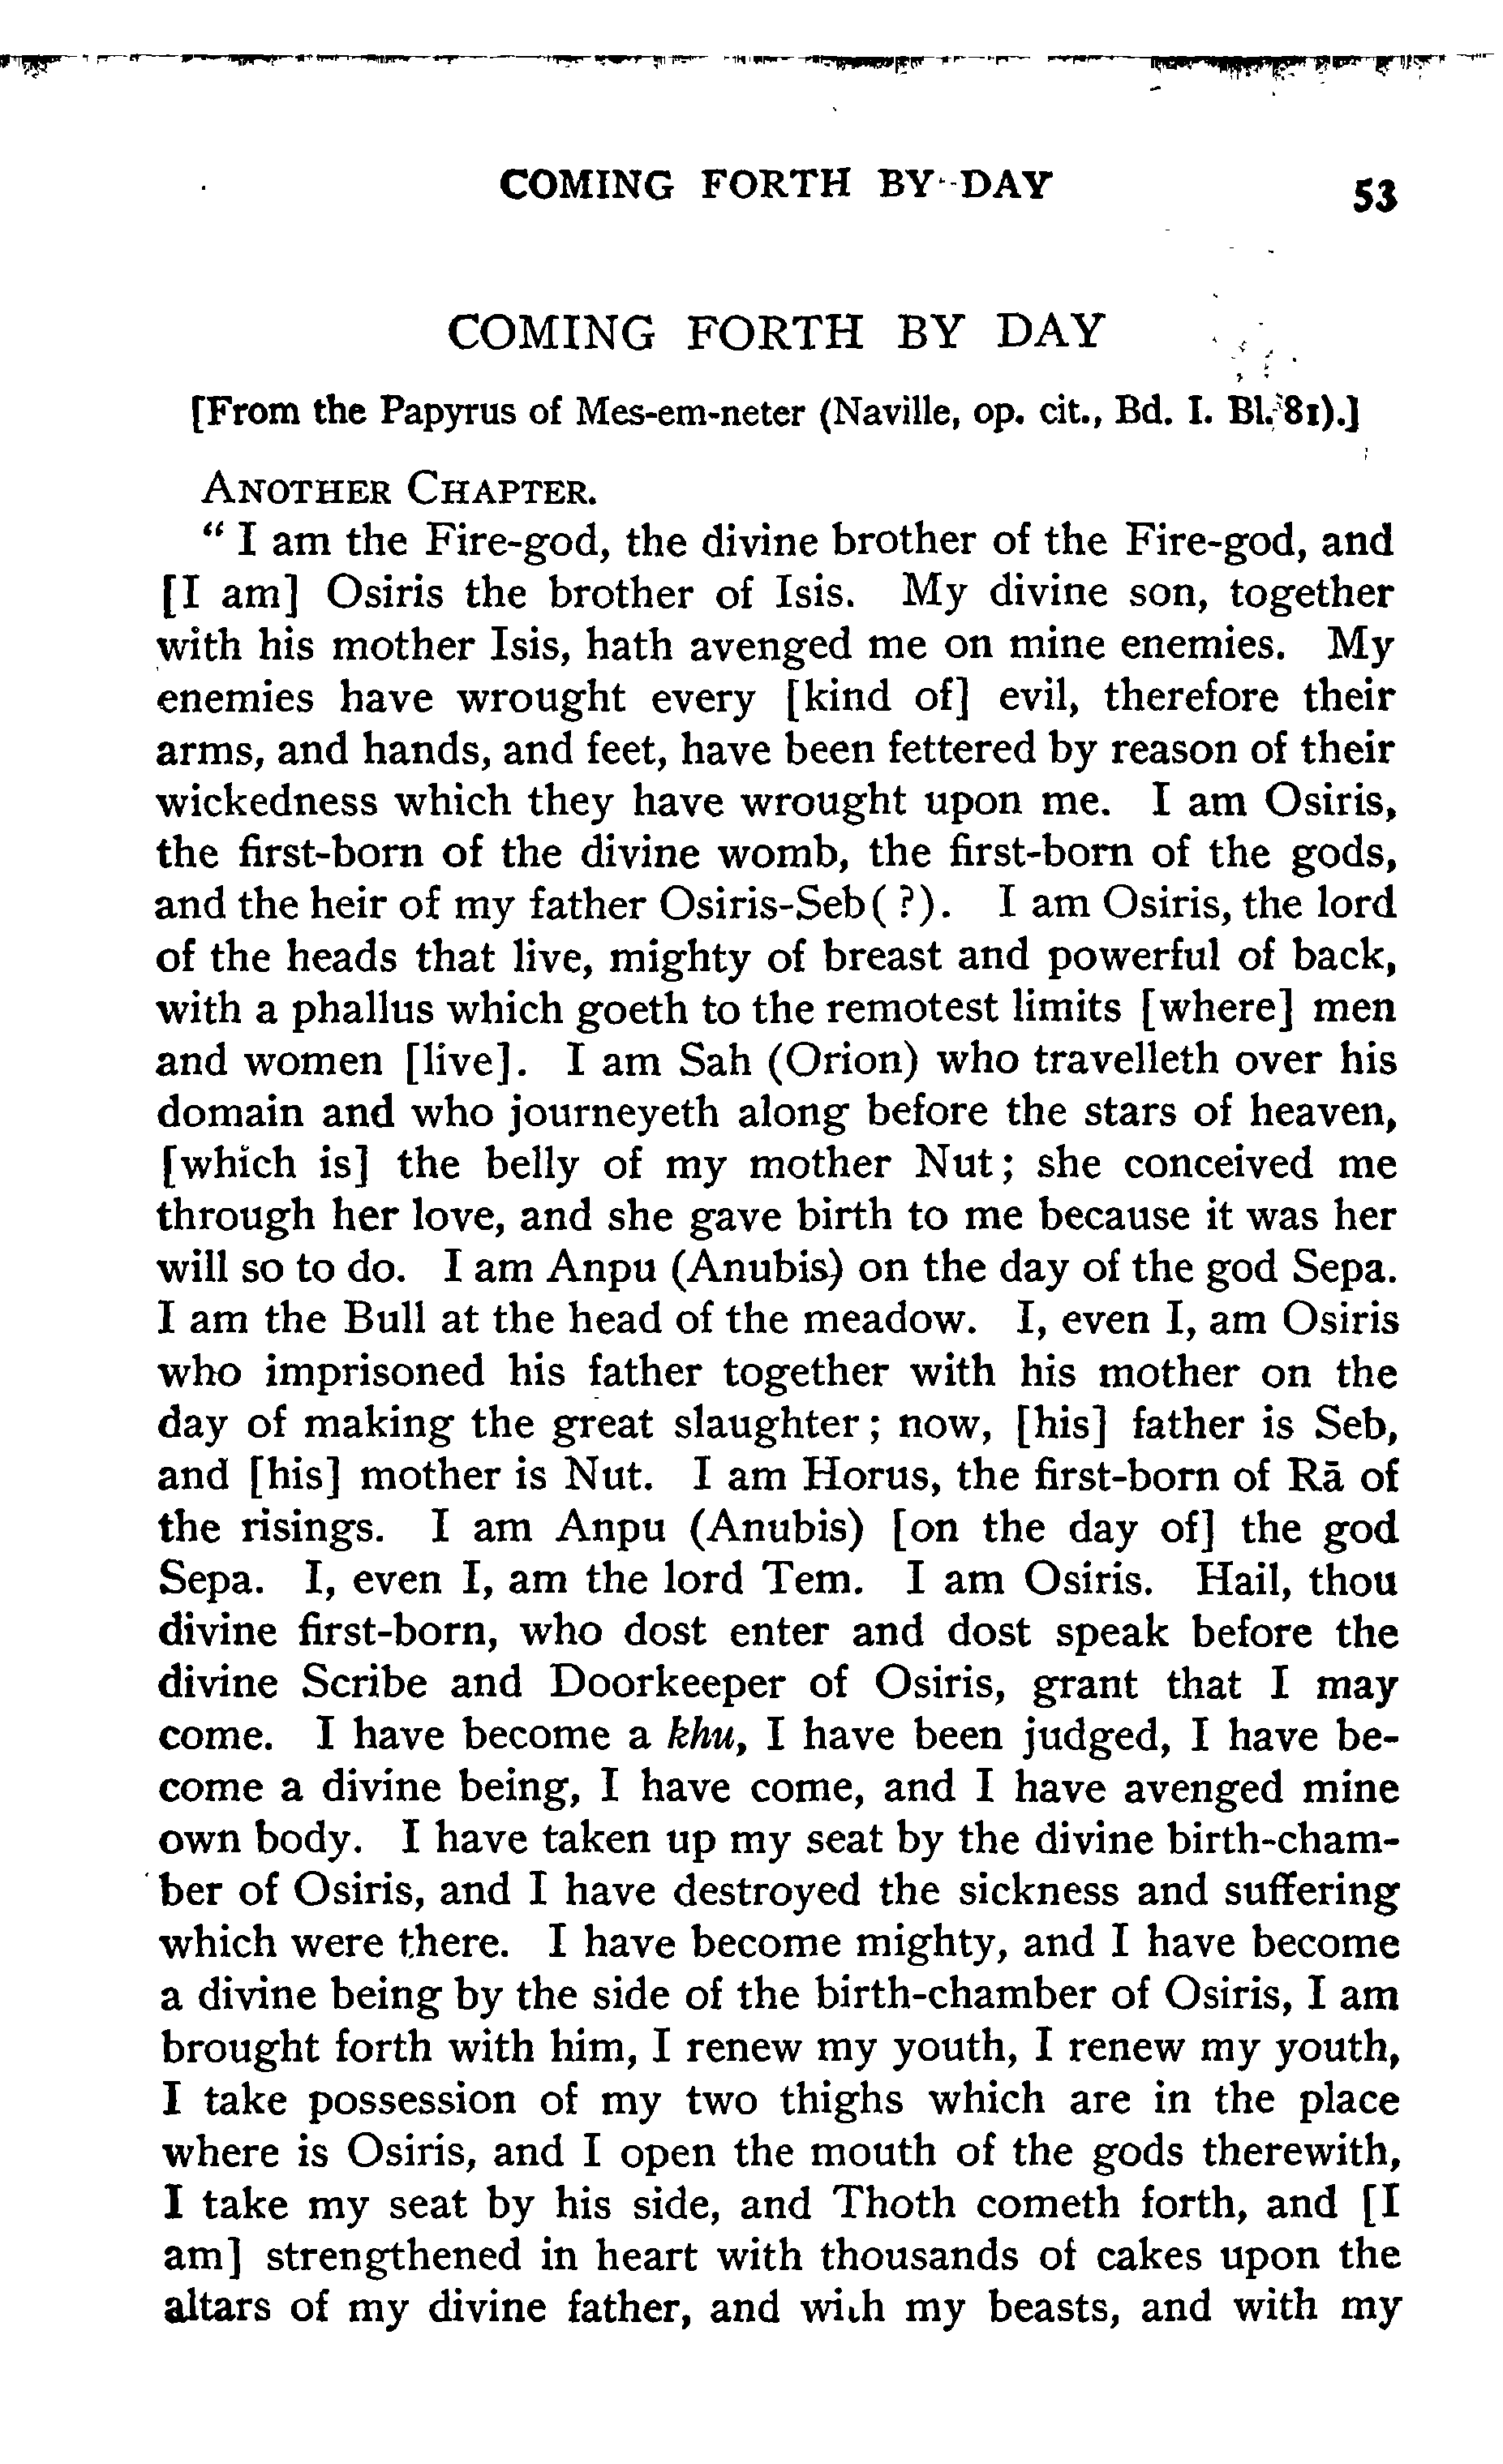 COMING FORTH BY DAY 53
COMING FORTH BY DAY
[From the Papyrus of Mes-em-neter (Naville, op. cit., Bd. I. Bl. 81).]
ANOTHER CHAPTER.
“ I am the Fire-god, the divine brother of the Fire-god, and
[I am] Osiris the brother of Isis. My divine son, together
with his mother Isis, hath avenged me on mine enemies. My
enemies have wrought every [kind of] evil, therefore their
arms, and hands, and feet, have been fettered by reason of their
wickedness which they have wrought upon me. I am Osiris,
the first-born of the divine womb, the first-born of the gods,
and the heir of my father Osiris-Seb( ?). I am Osiris, the lord
of the heads that live, mighty of breast and powerful of back,
with a phallus which goeth to the remotest limits [where] men
and women [live]. I am Sah (Orion) who travelleth over his
domain and who journeyeth along before the stars of heaven,
[which is] the belly of my mother Nut; she conceived me
through her love, and she gave birth to me because it was her
will so to do. I am Anpu (Anubis) on the day of the god Sepa.
I am the Bull at the head of the meadow. I, even I, am Osiris
who imprisoned his father together with his mother on the
day of making the great slaughter; now, [his] father is Seb,
and [his] mother is Nut. I am Horus, the first-born of Rā of
the risings. I am Anpu (Anubis) [on the day of] the god
Sepa. I, even I, am the lord Tem. I am Osiris. Hail, thou
divine first-born, who dost enter and dost speak before the
divine Scribe and Doorkeeper of Osiris, grant that I may
come. I have become a khu, I have been judged, I have be-
come a divine being, I have come, and I have avenged mine
own body. I have taken up my seat by the divine birth-cham-
ber of Osiris, and I have destroyed the sickness and suffering
which were there. I have become mighty, and I have become
a divine being by the side of the birth-chamber of Osiris, I am
brought forth with him, I renew my youth, I renew my youth,
I take possession of my two thighs which are in the place
where is Osiris, and I open the mouth of the gods therewith,
I take my seat by his side, and Thoth cometh forth, and [I
am] strengthened in heart with thousands of cakes upon the
altars of my divine father, and with my beasts, and with my